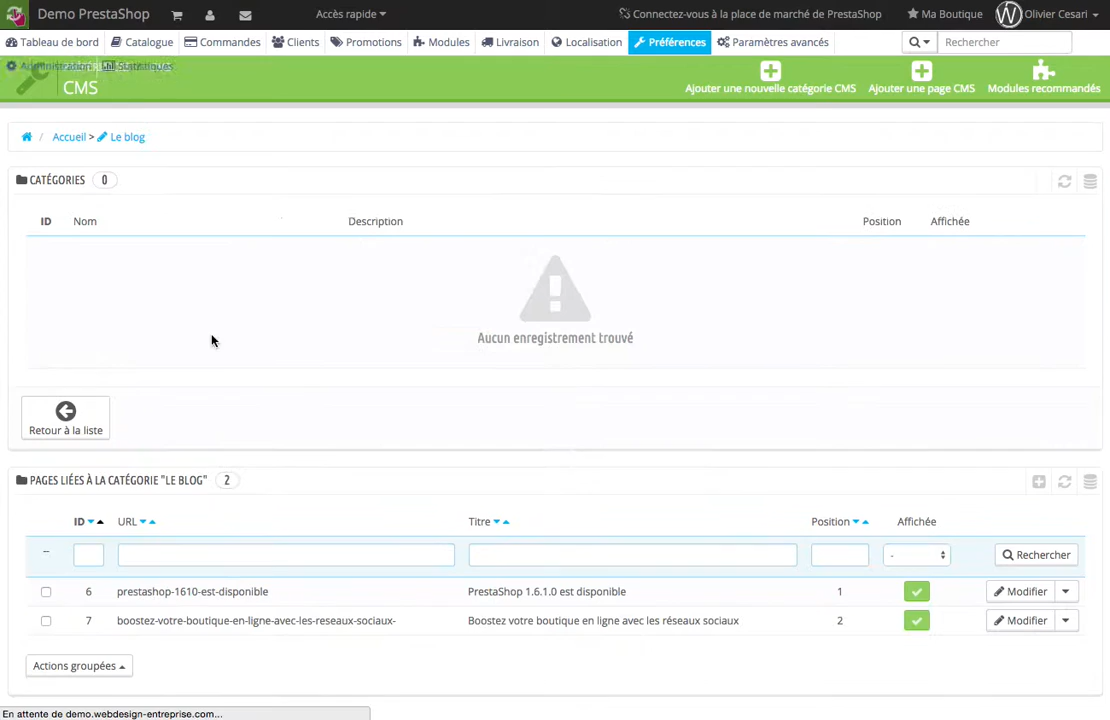 Demo PrestaShop Accès rapide Connectez-vous à la place de marché de PrestaShop Ma Boutique Olivier Cesari
Tableau de bord Catalogue Commandes Clients Promotions Modules Livraison Localisation Préférences Paramètres avancés Rechercher
Administration Statistiques
CMS
Ajouter une nouvelle catégorie CMS Ajouter une page CMS Modules recommandés
/ Accueil > Le blog
CATÉGORIES 0
ID Nom Description Position Affichée
Aucun enregistrement trouvé
Retour à la liste
PAGES LIÉES À LA CATÉGORIE "LE BLOG" 2
ID URL Titre Position Affichée
-- - Rechercher
6 prestashop-1610-est-disponible PrestaShop 1.6.1.0 est disponible 1 Modifier
7 boostez-votre-boutique-en-ligne-avec-les-reseaux-sociaux- Boostez votre boutique en ligne avec les réseaux sociaux 2 Modifier
Actions groupées
En attente de demo.webdesign-entreprise.com...